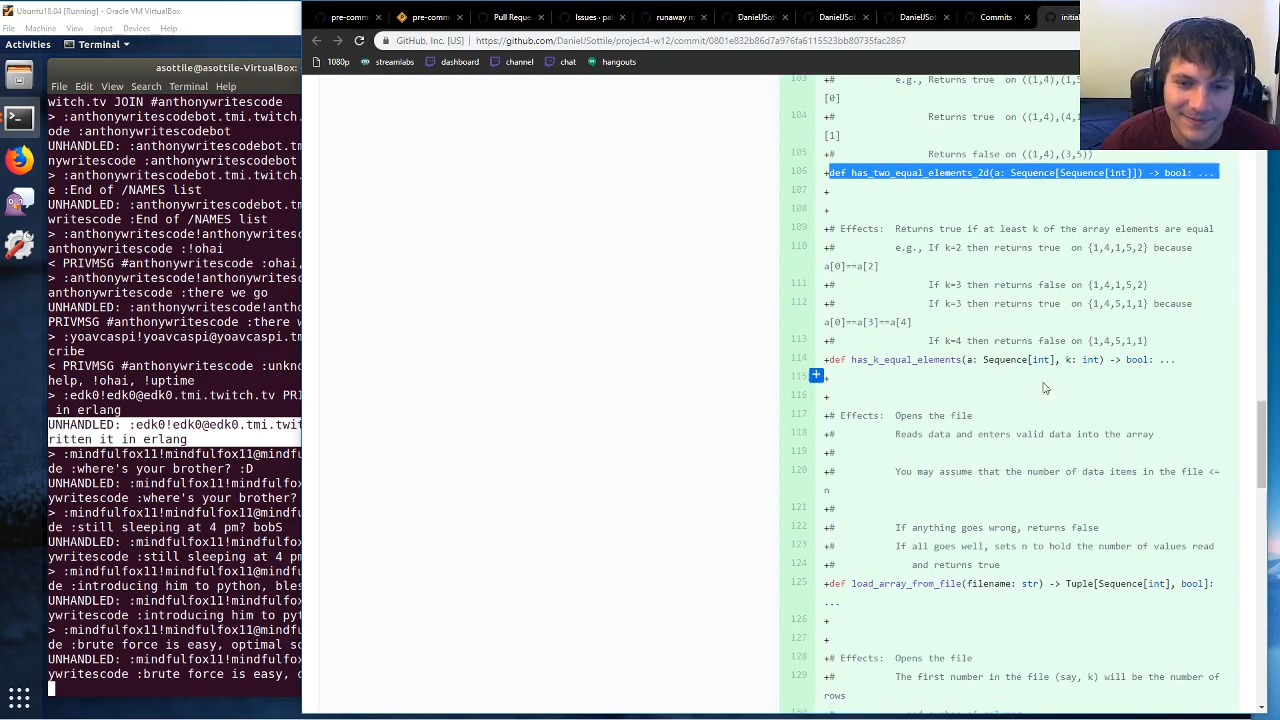 Ubuntu18.04 [Running] - Oracle VM VirtualBox
File Machine View Input Devices Help
Activities Terminal
asottile@asottile-VirtualBox:
File Edit View Search Terminal Help
witch.tv JOIN #anthonywritescode
> :anthonywritescodebot.tmi.twitch.
ode :anthonywritescodebot
UNHANDLED: :anthonywritescodebot.tm
nywritescode :anthonywritescodebot
> :anthonywritescodebot.tmi.twitch.
e :End of /NAMES list
UNHANDLED: :anthonywritescodebot.tm
writescode :End of /NAMES list
> :anthonywritescode!anthonywritesc
anthonywritescode :!ohai
< PRIVMSG #anthonywritescode :ohai,
> :anthonywritescode!anthonywritesc
anthonywritescode :there we go
UNHANDLED: :anthonywritescode!antho
PRIVMSG #anthonywritescode :there w
> :yoavcaspi!yoavcaspi@yoavcaspi.tm
cribe
< PRIVMSG #anthonywritescode :unkno
help, !ohai, !uptime
> :edk0!edk0@edk0.tmi.twitch.tv PRI
in erlang
UNHANDLED: :edk0!edk0@edk0.tmi.twit
ritten it in erlang
> :mindfulfox11!mindfulfox11@mindfu
de :where's your brother? :D
UNHANDLED: :mindfulfox11!mindfulfox
ywritescode :where's your brother?
> :mindfulfox11!mindfulfox11@mindfu
de :still sleeping at 4 pm? bobS
UNHANDLED: :mindfulfox11!mindfulfox
ywritescode :still sleeping at 4 pm
> :mindfulfox11!mindfulfox11@mindfu
de :introducing him to python, bles
UNHANDLED: :mindfulfox11!mindfulfox
ywritescode :introducing him to pyt
> :mindfulfox11!mindfulfox11@mindfu
de :brute force is easy, optimal sc
UNHANDLED: :mindfulfox11!mindfulfox
ywritescode :brute force is easy, o
pre-comm pre-comm Pull Reque Issues · pal runaway m DanielJSotti DanielJSotti DanielJSotti Commits · initial
GitHub, Inc. [US] https://github.com/DanielJSottile/project4-w12/commit/0801e832b86d7a976fa6115523bb80735fac2867
1080p streamlabs dashboard channel chat hangouts
103 +# e.g., Returns true on ((1,4),(1,5
[0]
104 +# Returns true on ((1,4),(4,1
[1]
105 +# Returns false on ((1,4),(3,5))
106 +def has_two_equal_elements_2d(a: Sequence[Sequence[int]]) -> bool: ...
107 +
108 +
109 +# Effects: Returns true if at least k of the array elements are equal
110 +# e.g., If k=2 then returns true on {1,4,1,5,2} because
a[0]==a[2]
111 +# If k=3 then returns false on {1,4,1,5,2}
112 +# If k=3 then returns true on {1,4,5,1,1} because
a[0]==a[3]==a[4]
113 +# If k=4 then returns false on {1,4,5,1,1}
114 +def has_k_equal_elements(a: Sequence[int], k: int) -> bool: ...
115 +
116 +
117 +# Effects: Opens the file
118 +# Reads data and enters valid data into the array
119 +#
120 +# You may assume that the number of data items in the file <=
n
121 +#
122 +# If anything goes wrong, returns false
123 +# If all goes well, sets n to hold the number of values read
124 +# and returns true
125 +def load_array_from_file(filename: str) -> Tuple[Sequence[int], bool]:
...
126 +
127 +
128 +# Effects: Opens the file
129 +# The first number in the file (say, k) will be the number of
rows
130 +# and number of columns